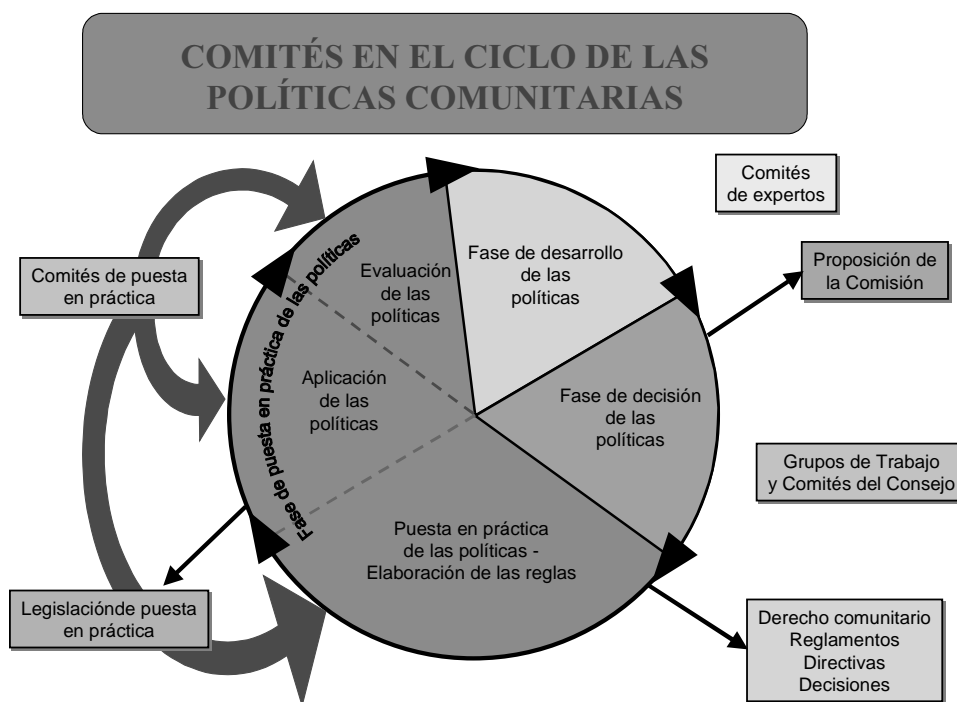 COMITÉS EN EL CICLO DE LAS
POLÍTICAS COMUNITARIAS
Comités
de expertos
Fase de desarrollo
de las
políticas
Proposición de
la Comisión
Comités de puesta
en práctica
Evaluación
de las
políticas
Fase de puesta en práctica de las políticas
Aplicación
de las
políticas
Fase de decisión
de las
políticas
Grupos de Trabajo
y Comités del Consejo
Puesta en práctica
de las políticas -
Elaboración de las reglas
Legislaciónde puesta
en práctica
Derecho comunitario
Reglamentos
Directivas
Decisiones